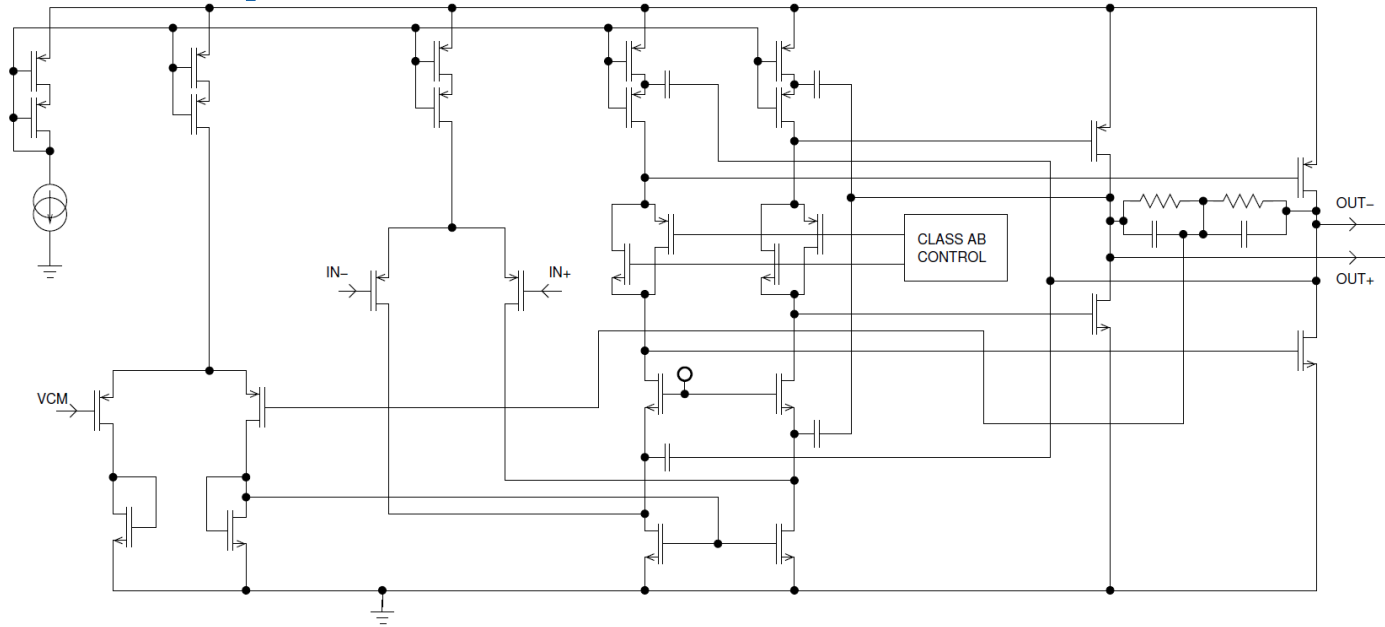 IN−
IN+
CLASS AB
CONTROL
OUT−
OUT+
VCM